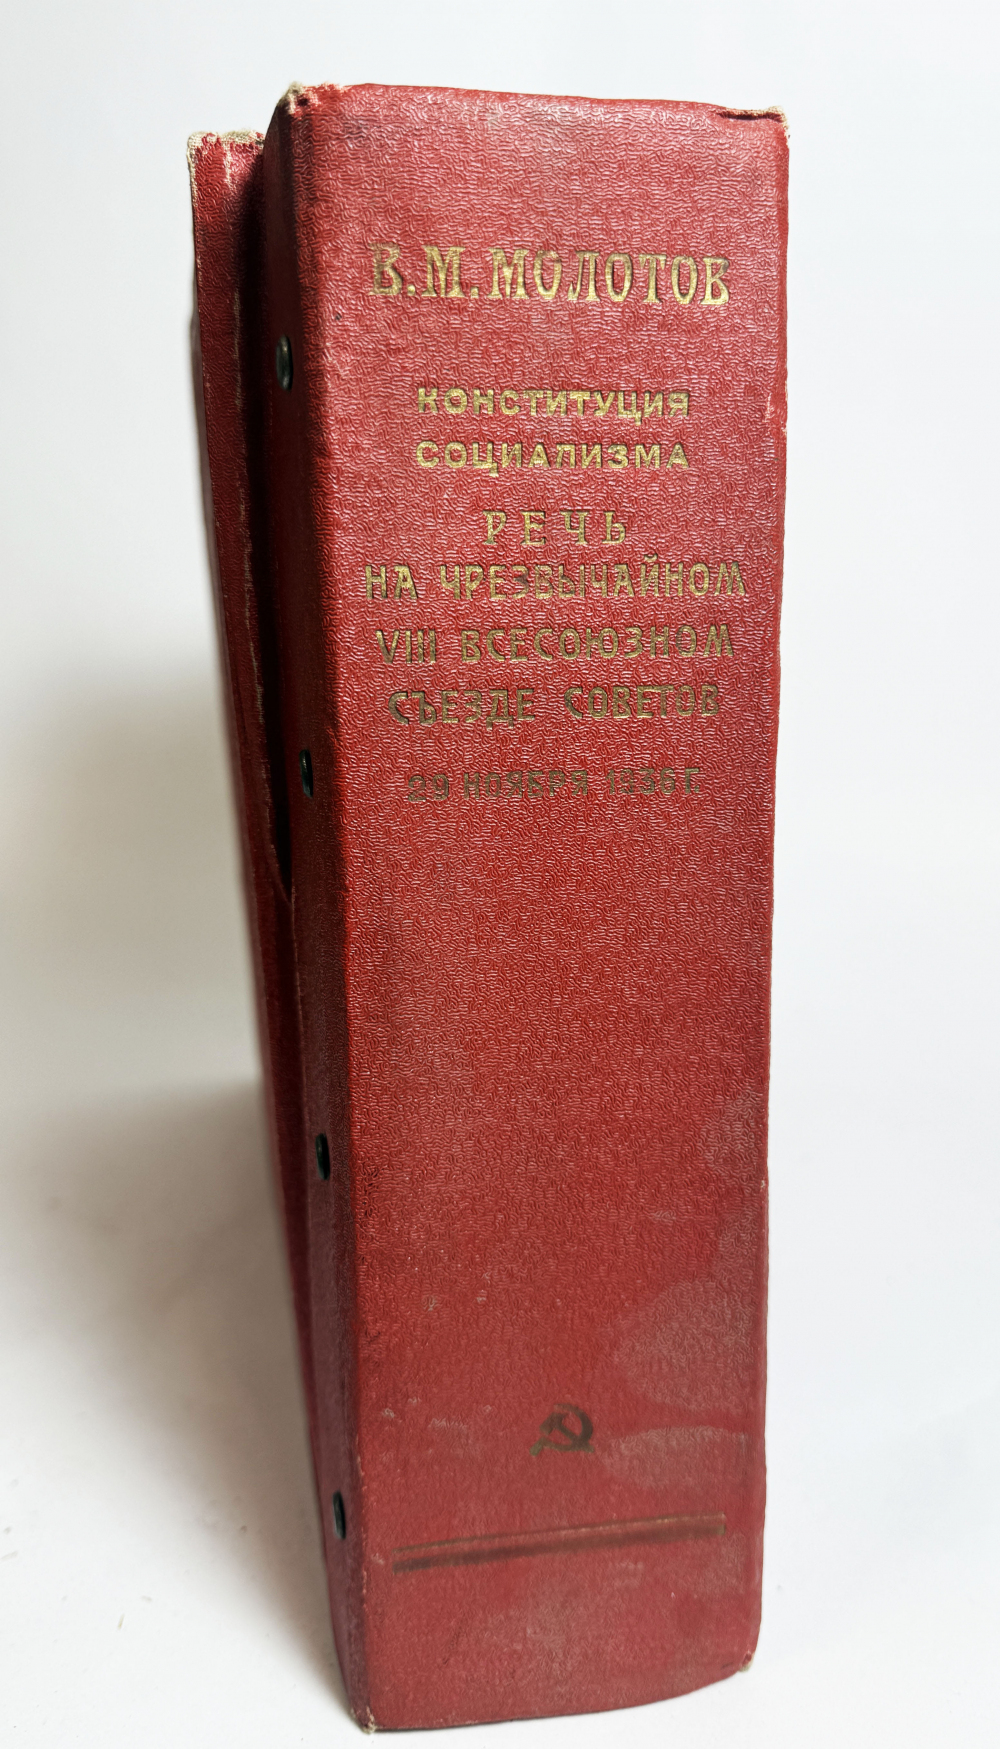 В.М.МОЛОТОВ
КОНСТИТУЦИЯ
СОЦИАЛИЗМА
РЕЧЬ
НА ЧРЕЗВЫЧАЙНОМ
VIII ВСЕСОЮЗНОМ
СЪЕЗДЕ СОВЕТОВ
29 НОЯБРЯ 1936 Г.